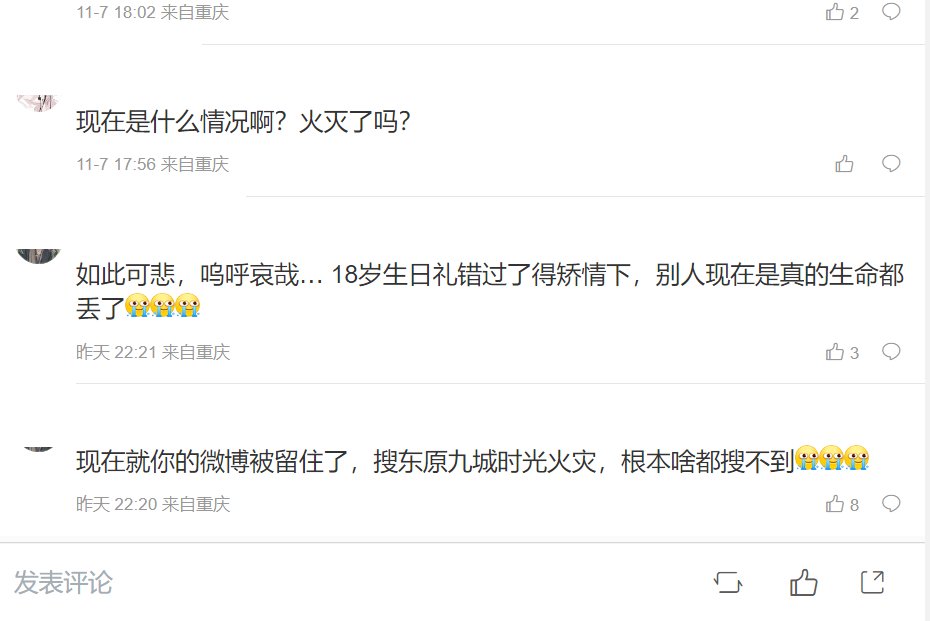 11-7 18:02 来自重庆
2
现在是什么情况啊？火灭了吗？
11-7 17:56 来自重庆
如此可悲，呜呼哀哉… 18岁生日礼错过了得矫情下，别人现在是真的生命都
丢了😭😭😭
昨天 22:21 来自重庆
3
现在就你的微博被留住了，搜东原九城时光火灾，根本啥都搜不到😭😭😭
昨天 22:20 来自重庆
8
发表评论